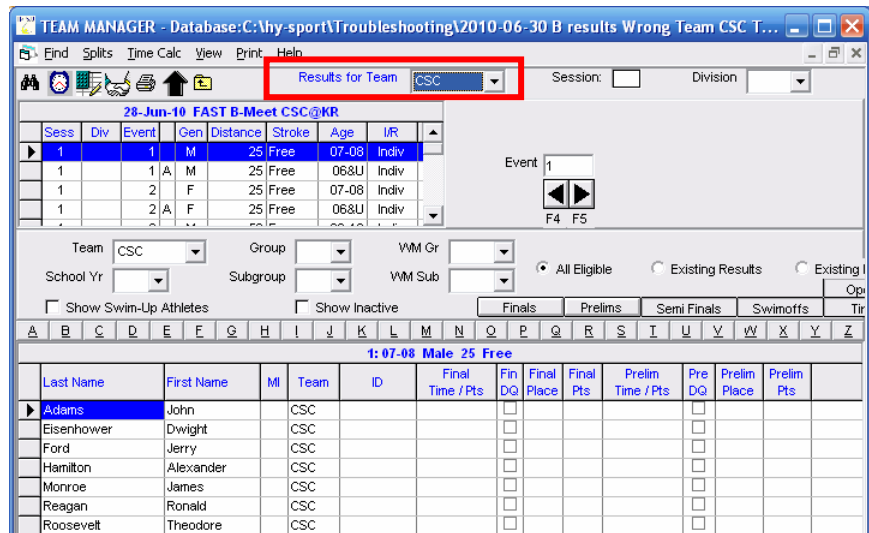 TEAM MANAGER - Database:C:\hy-sport\Troubleshooting\2010-06-30 B results Wrong Team CSC T...
Find Splits Time Calc View Print Help
Results for Team CSC Session: Division
28-Jun-10 FAST B-Meet CSC@KR
Sess Div Event Gen Distance Stroke Age I/R
1 1 M 25 Free 07-08 Indiv
1 1 A M 25 Free 06&U Indiv
1 2 F 25 Free 07-08 Indiv
1 2 A F 25 Free 06&U Indiv
Event 1
F4 F5
Team CSC Group WM Gr
School Yr Subgroup WM Sub
All Eligible Existing Results Existing
Show Swim-Up Athletes Show Inactive
Finals Prelims Semi Finals Swimoffs
A B C D E F G H I J K L M N O P Q R S T U V W X Y Z
1: 07-08 Male 25 Free
Last Name First Name MI Team ID Final Time / Pts Fin DQ Final Place Final Pts Prelim Time / Pts Pre DQ Prelim Place Prelim Pts
Adams John CSC
Eisenhower Dwight CSC
Ford Jerry CSC
Hamilton Alexander CSC
Monroe James CSC
Reagan Ronald CSC
Roosevelt Theodore CSC